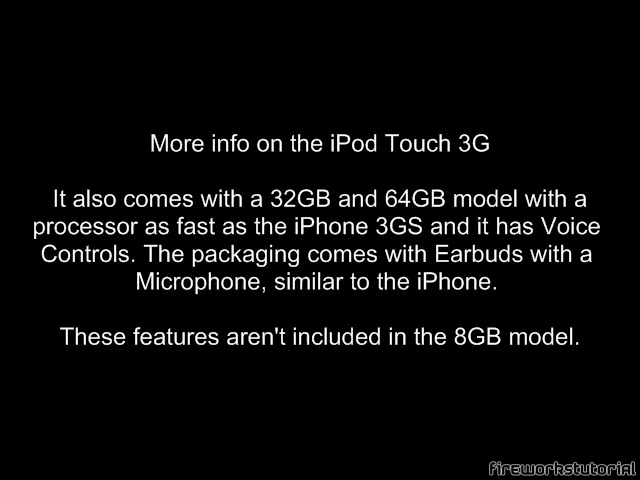 More info on the iPod Touch 3G
It also comes with a 32GB and 64GB model with a
processor as fast as the iPhone 3GS and it has Voice
Controls. The packaging comes with Earbuds with a
Microphone, similar to the iPhone.
These features aren't included in the 8GB model.
fireworkstutorial